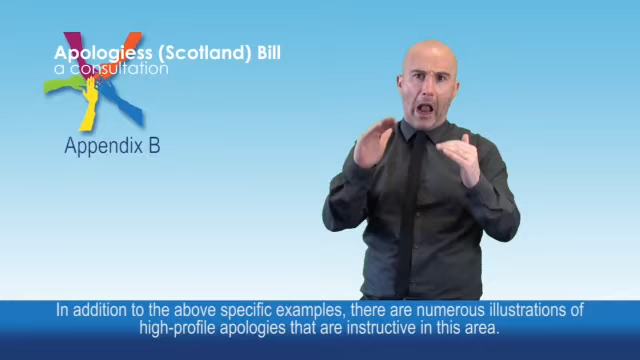 Apologiess (Scotland) Bill
a consultation
Appendix B
In addition to the above specific examples, there are numerous illustrations of
high-profile apologies that are instructive in this area.